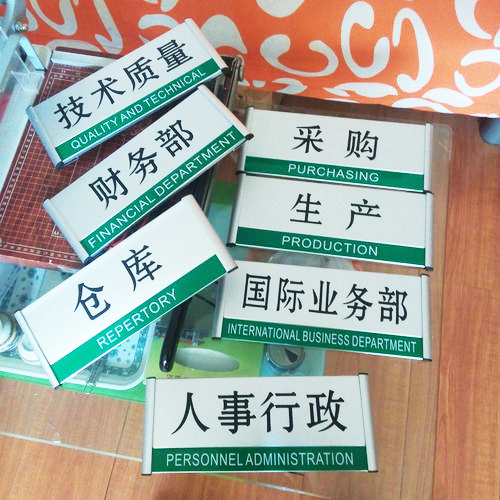 技术质量
QUALITY AND TECHNICAL
财务部
FINANCIAL DEPARTMENT
仓库
REPERTORY
采购
PURCHASING
生产
PRODUCTION
国际业务部
INTERNATIONAL BUSINESS DEPARTMENT
人事行政
PERSONNEL ADMINISTRATION